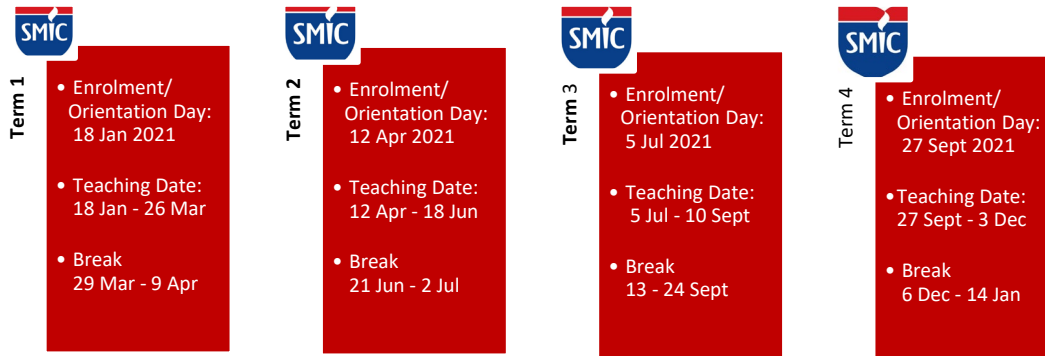 SMIC
Term 1
• Enrolment/
Orientation Day:
18 Jan 2021
• Teaching Date:
18 Jan - 26 Mar
• Break
29 Mar - 9 Apr
SMIC
Term 2
• Enrolment/
Orientation Day:
12 Apr 2021
• Teaching Date:
12 Apr - 18 Jun
• Break
21 Jun - 2 Jul
SMIC
Term 3
• Enrolment/
Orientation Day:
5 Jul 2021
• Teaching Date:
5 Jul - 10 Sept
• Break
13 - 24 Sept
SMIC
Term 4
• Enrolment/
Orientation Day:
27 Sept 2021
•Teaching Date:
27 Sept - 3 Dec
• Break
6 Dec - 14 Jan